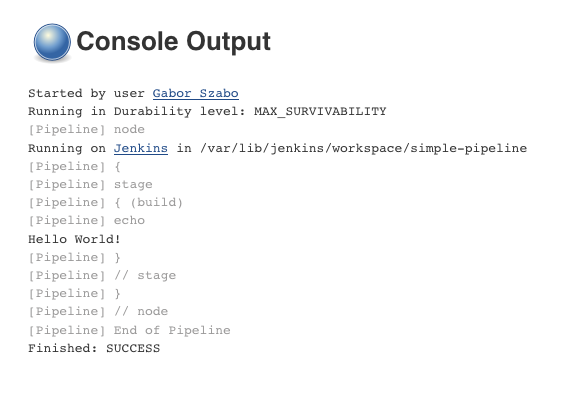 Console Output
Started by user Gabor Szabo
Running in Durability level: MAX_SURVIVABILITY
[Pipeline] node
Running on Jenkins in /var/lib/jenkins/workspace/simple-pipeline
[Pipeline] {
[Pipeline] stage
[Pipeline] { (build)
[Pipeline] echo
Hello World!
[Pipeline] }
[Pipeline] // stage
[Pipeline] }
[Pipeline] // node
[Pipeline] End of Pipeline
Finished: SUCCESS